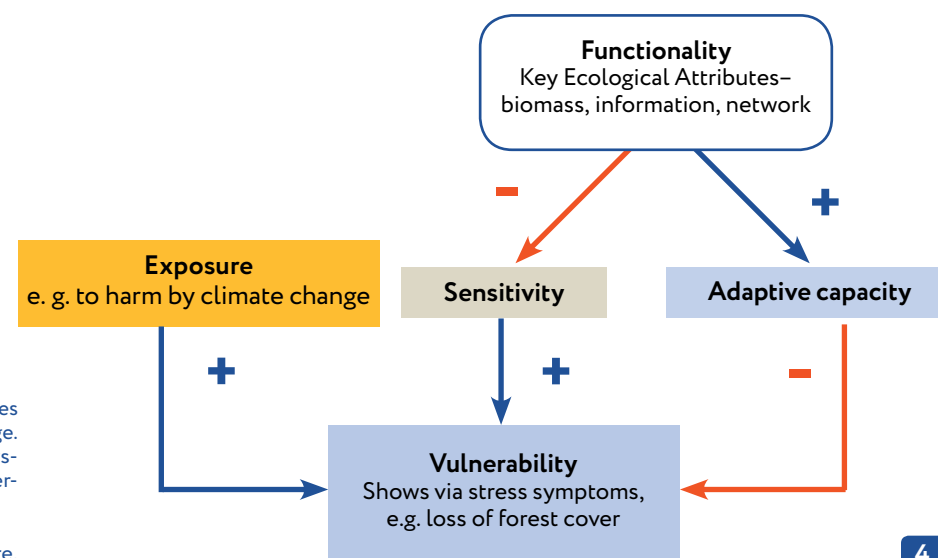 Functionality
Key Ecological Attributes–
biomass, information, network
–
+
Exposure
e. g. to harm by climate change
Sensitivity
Adaptive capacity
+
+
–
Vulnerability
Shows via stress symptoms,
e.g. loss of forest cover
4